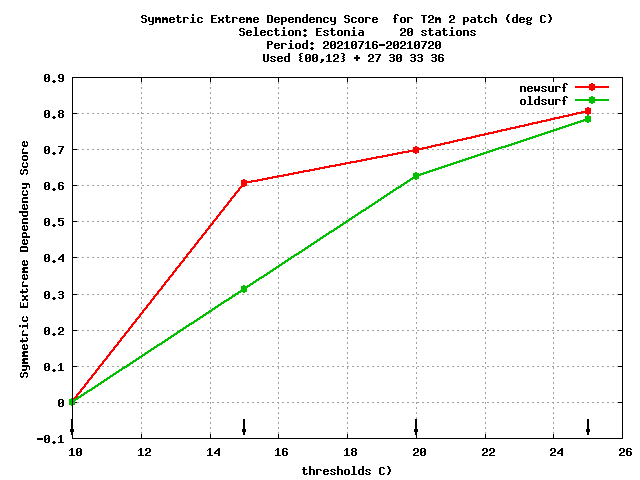 Symmetric Extreme Dependency Score  for T2m 2 patch (deg C)
Selection: Estonia     20 stations
Period: 20210716-20210720
Used {00,12} + 27 30 33 36
0.9
0.8
0.7
0.6
0.5
0.4
0.3
0.2
0.1
0
-0.1
Symmetric Extreme Dependency Score
newsurf
oldsurf
10 12 14 16 18 20 22 24 26
thresholds C)